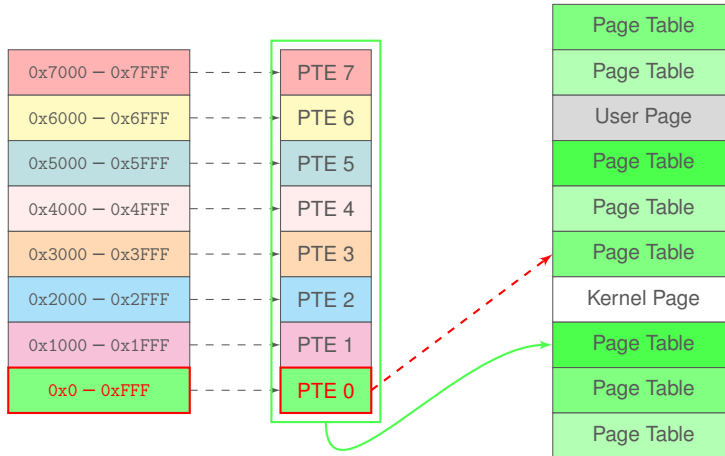 0x7000 – 0x7FFF
0x6000 – 0x6FFF
0x5000 – 0x5FFF
0x4000 – 0x4FFF
0x3000 – 0x3FFF
0x2000 – 0x2FFF
0x1000 – 0x1FFF
0x0 – 0xFFF
PTE 7
PTE 6
PTE 5
PTE 4
PTE 3
PTE 2
PTE 1
PTE 0
Page Table
Page Table
User Page
Page Table
Page Table
Page Table
Kernel Page
Page Table
Page Table
Page Table